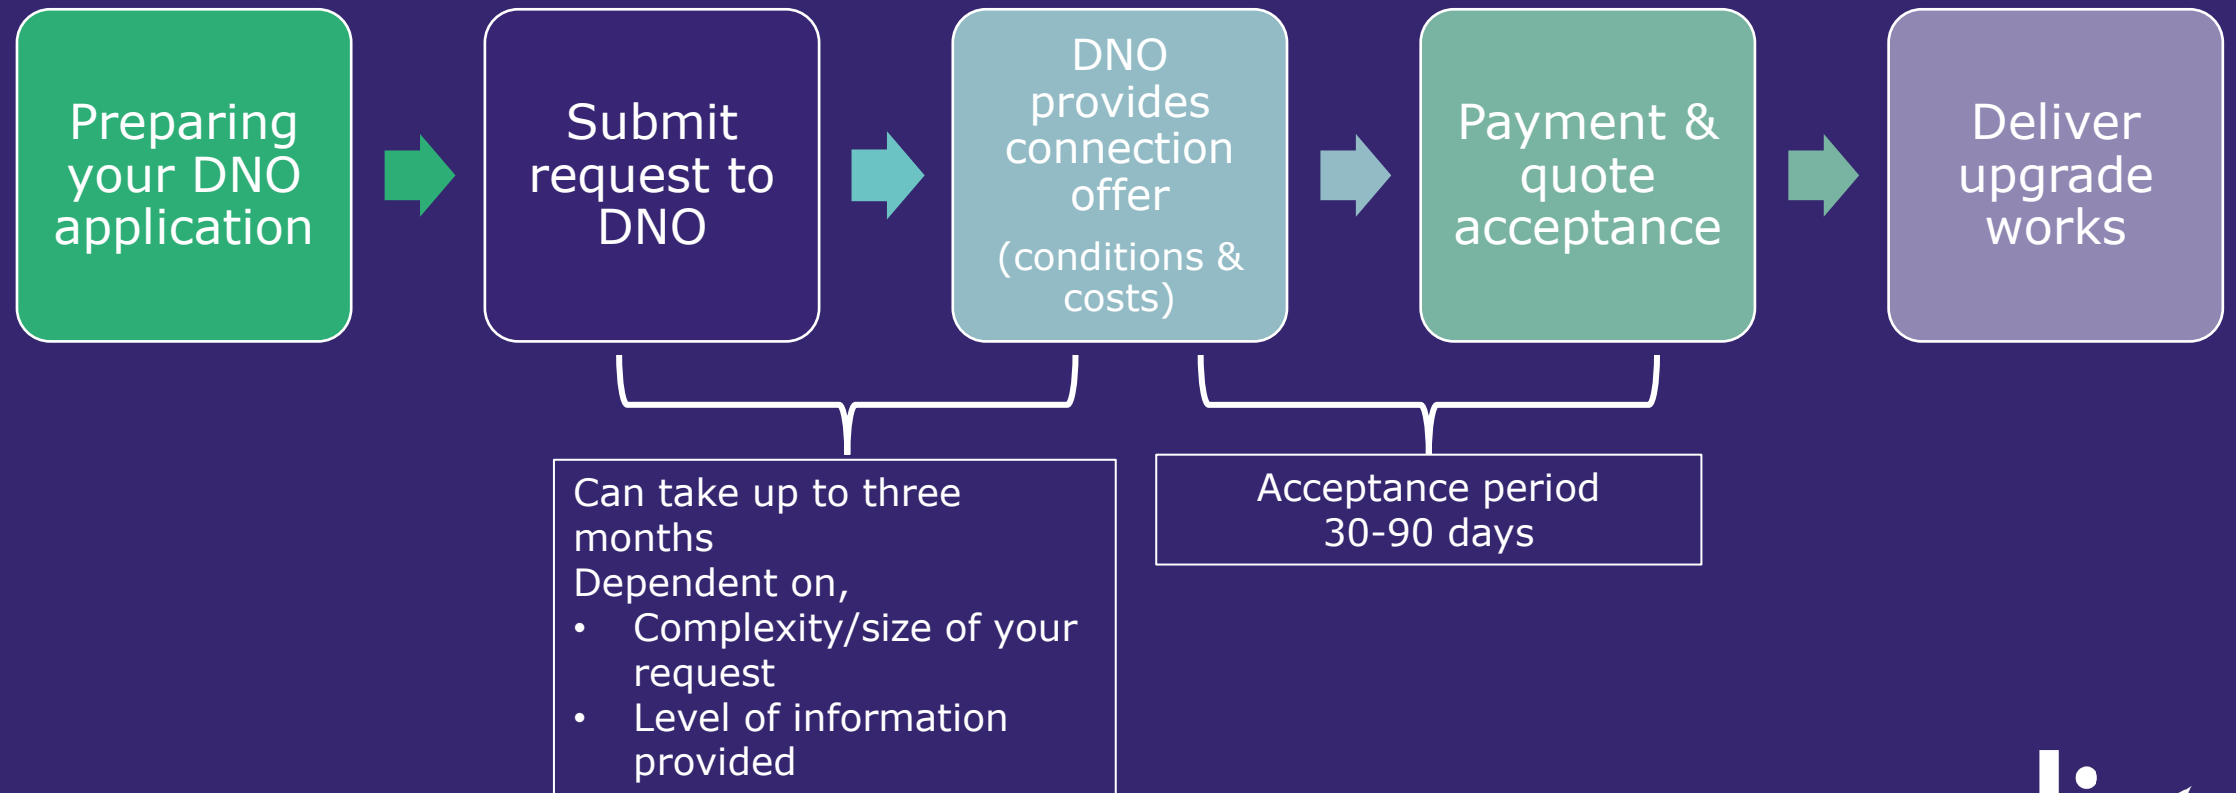 Preparing
your DNO
application
Submit
request to
DNO
DNO
provides
connection
offer
(conditions &
costs)
Payment &
quote
acceptance
Deliver
upgrade
works
Can take up to three
months
Dependent on,
• Complexity/size of your
request
• Level of information
provided
Acceptance period
30-90 days